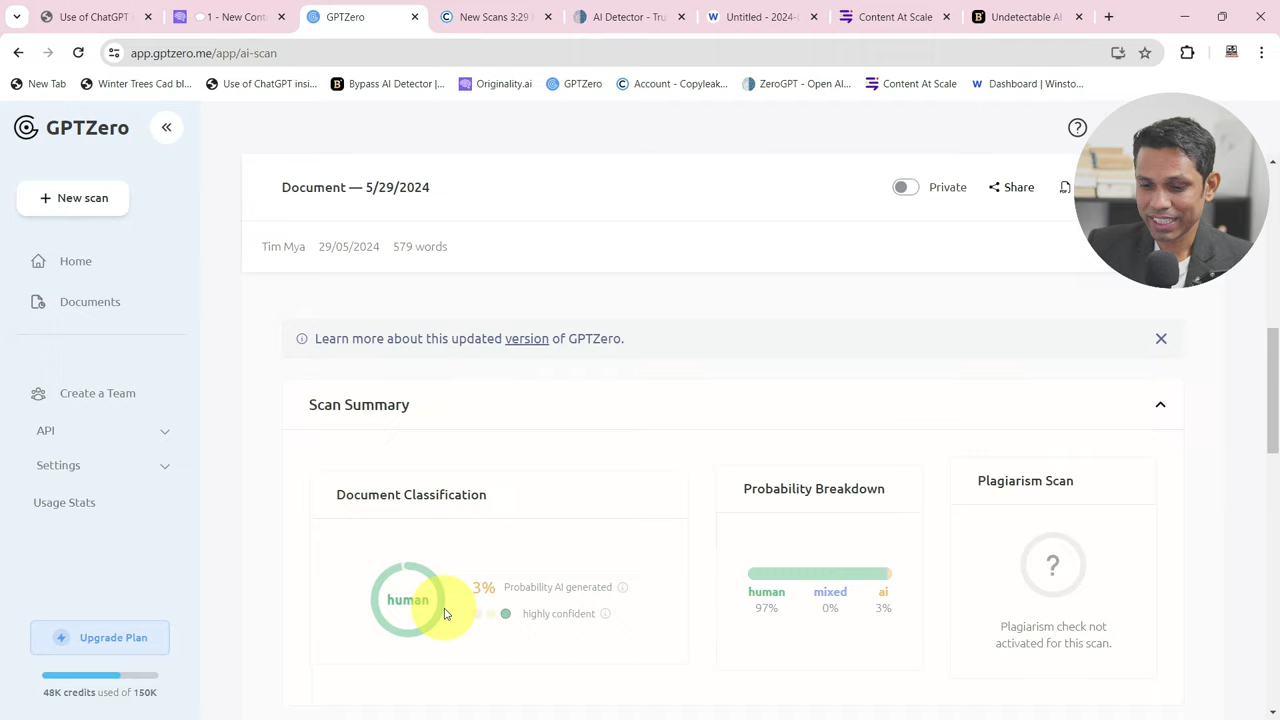 Use of ChatGPT
1 - New Cont
GPTZero
New Scans 3:29
AI Detector - Tru
Untitled - 2024-
Content At Scale
Undetectable AI
app.gptzero.me/app/ai-scan
New Tab
Winter Trees Cad bl...
Use of ChatGPT insi...
Bypass AI Detector |...
Originality.ai
GPTZero
Account - Copyleak...
ZeroGPT - Open AI...
Content At Scale
Dashboard | Winsto...
GPTZero
+ New scan
Home
Documents
Create a Team
API
Settings
Usage Stats
Upgrade Plan
48K credits used of 150K
Document — 5/29/2024
Private
Share
Tim Mya 29/05/2024 579 words
Learn more about this updated version of GPTZero.
Scan Summary
Document Classification
human
3% Probability AI generated
highly confident
Probability Breakdown
human mixed ai
97% 0% 3%
Plagiarism Scan
?
Plagiarism check not
activated for this scan.